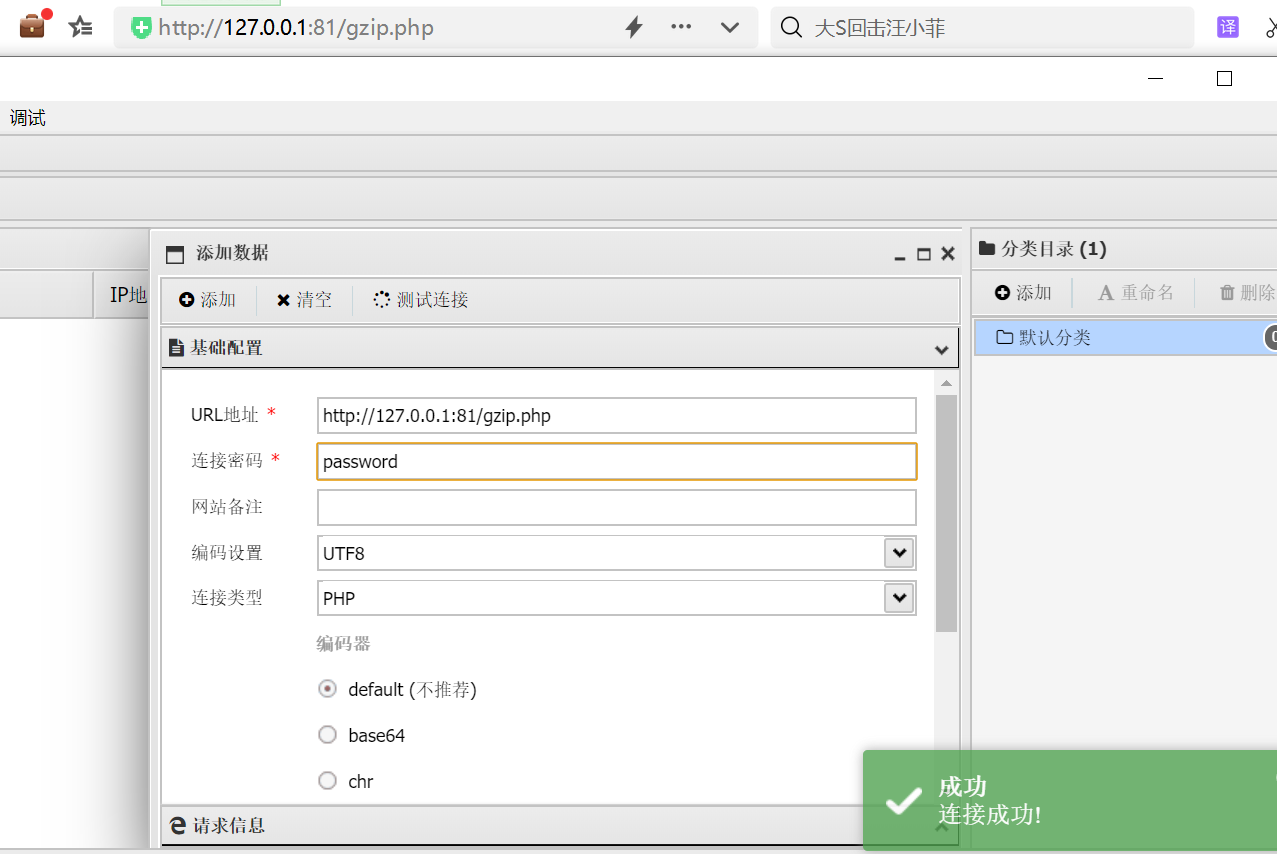 http://127.0.0.1:81/gzip.php
大S回击汪小菲
译
调试
添加数据
分类目录 (1)
IP地
添加 清空 测试连接
添加 重命名 删除
基础配置
默认分类
URL地址 * http://127.0.0.1:81/gzip.php
连接密码 * password
网站备注
编码设置 UTF8
连接类型 PHP
编码器
default (不推荐)
base64
chr
成功
连接成功!
请求信息